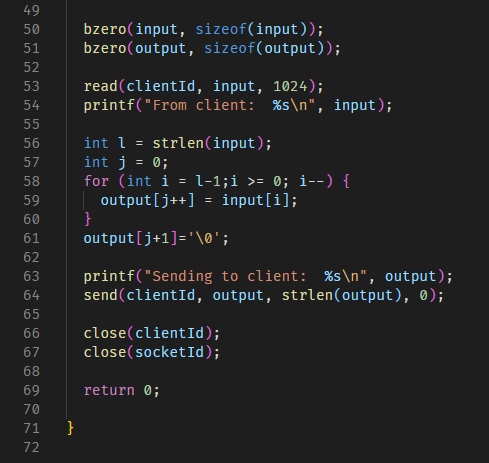 49
50 bzero(input, sizeof(input));
51 bzero(output, sizeof(output));
52
53 read(clientId, input, 1024);
54 printf("From client:  %s\n", input);
55
56 int l = strlen(input);
57 int j = 0;
58 for (int i = l-1;i >= 0; i--) {
59 output[j++] = input[i];
60 }
61 output[j+1]='\0';
62
63 printf("Sending to client:  %s\n", output);
64 send(clientId, output, strlen(output), 0);
65
66 close(clientId);
67 close(socketId);
68
69 return 0;
70
71 }
72